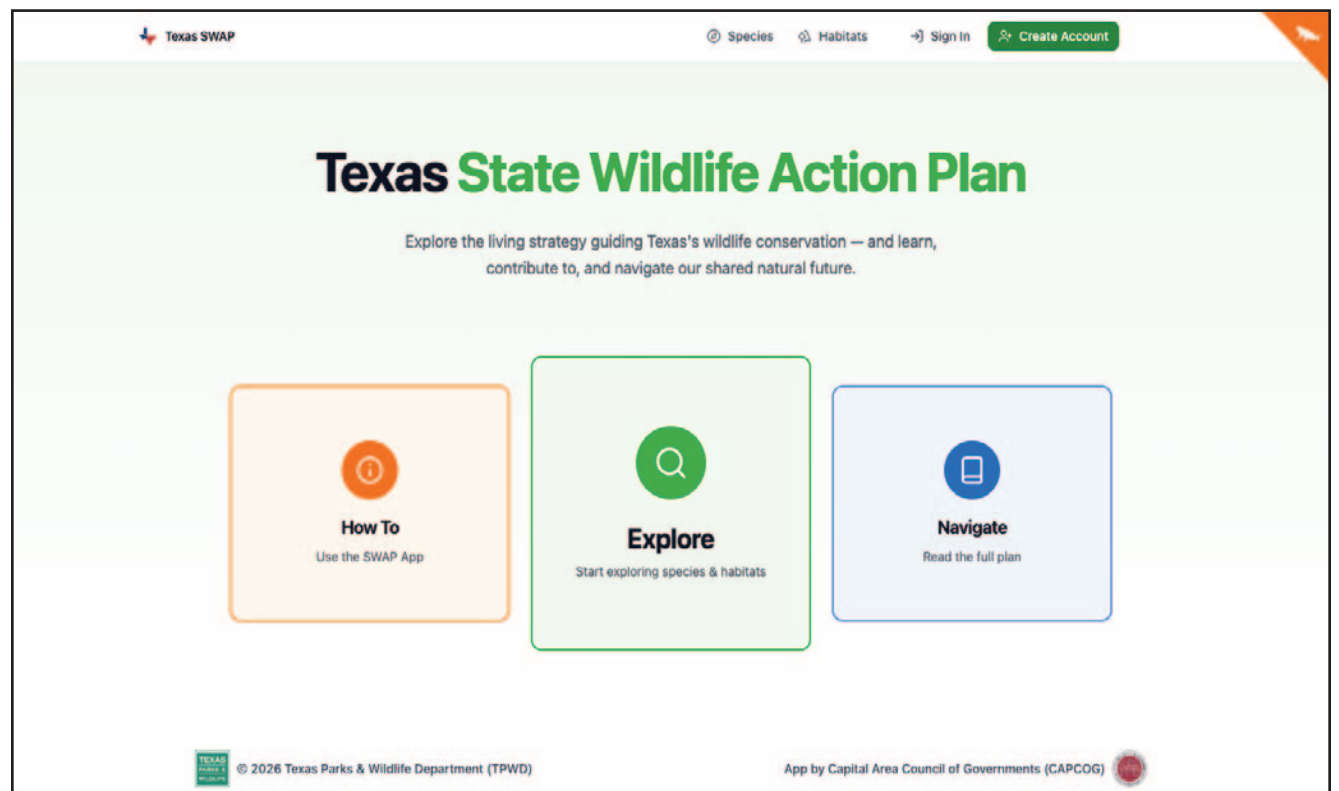 Texas SWAP
Species
Habitats
Sign In
Create Account
Texas State Wildlife Action Plan
Explore the living strategy guiding Texas's wildlife conservation — and learn,
contribute to, and navigate our shared natural future.
How To
Use the SWAP App
Explore
Start exploring species & habitats
Navigate
Read the full plan
TEXAS
PARKS &
WILDLIFE
© 2026 Texas Parks & Wildlife Department (TPWD)
App by Capital Area Council of Governments (CAPCOG)